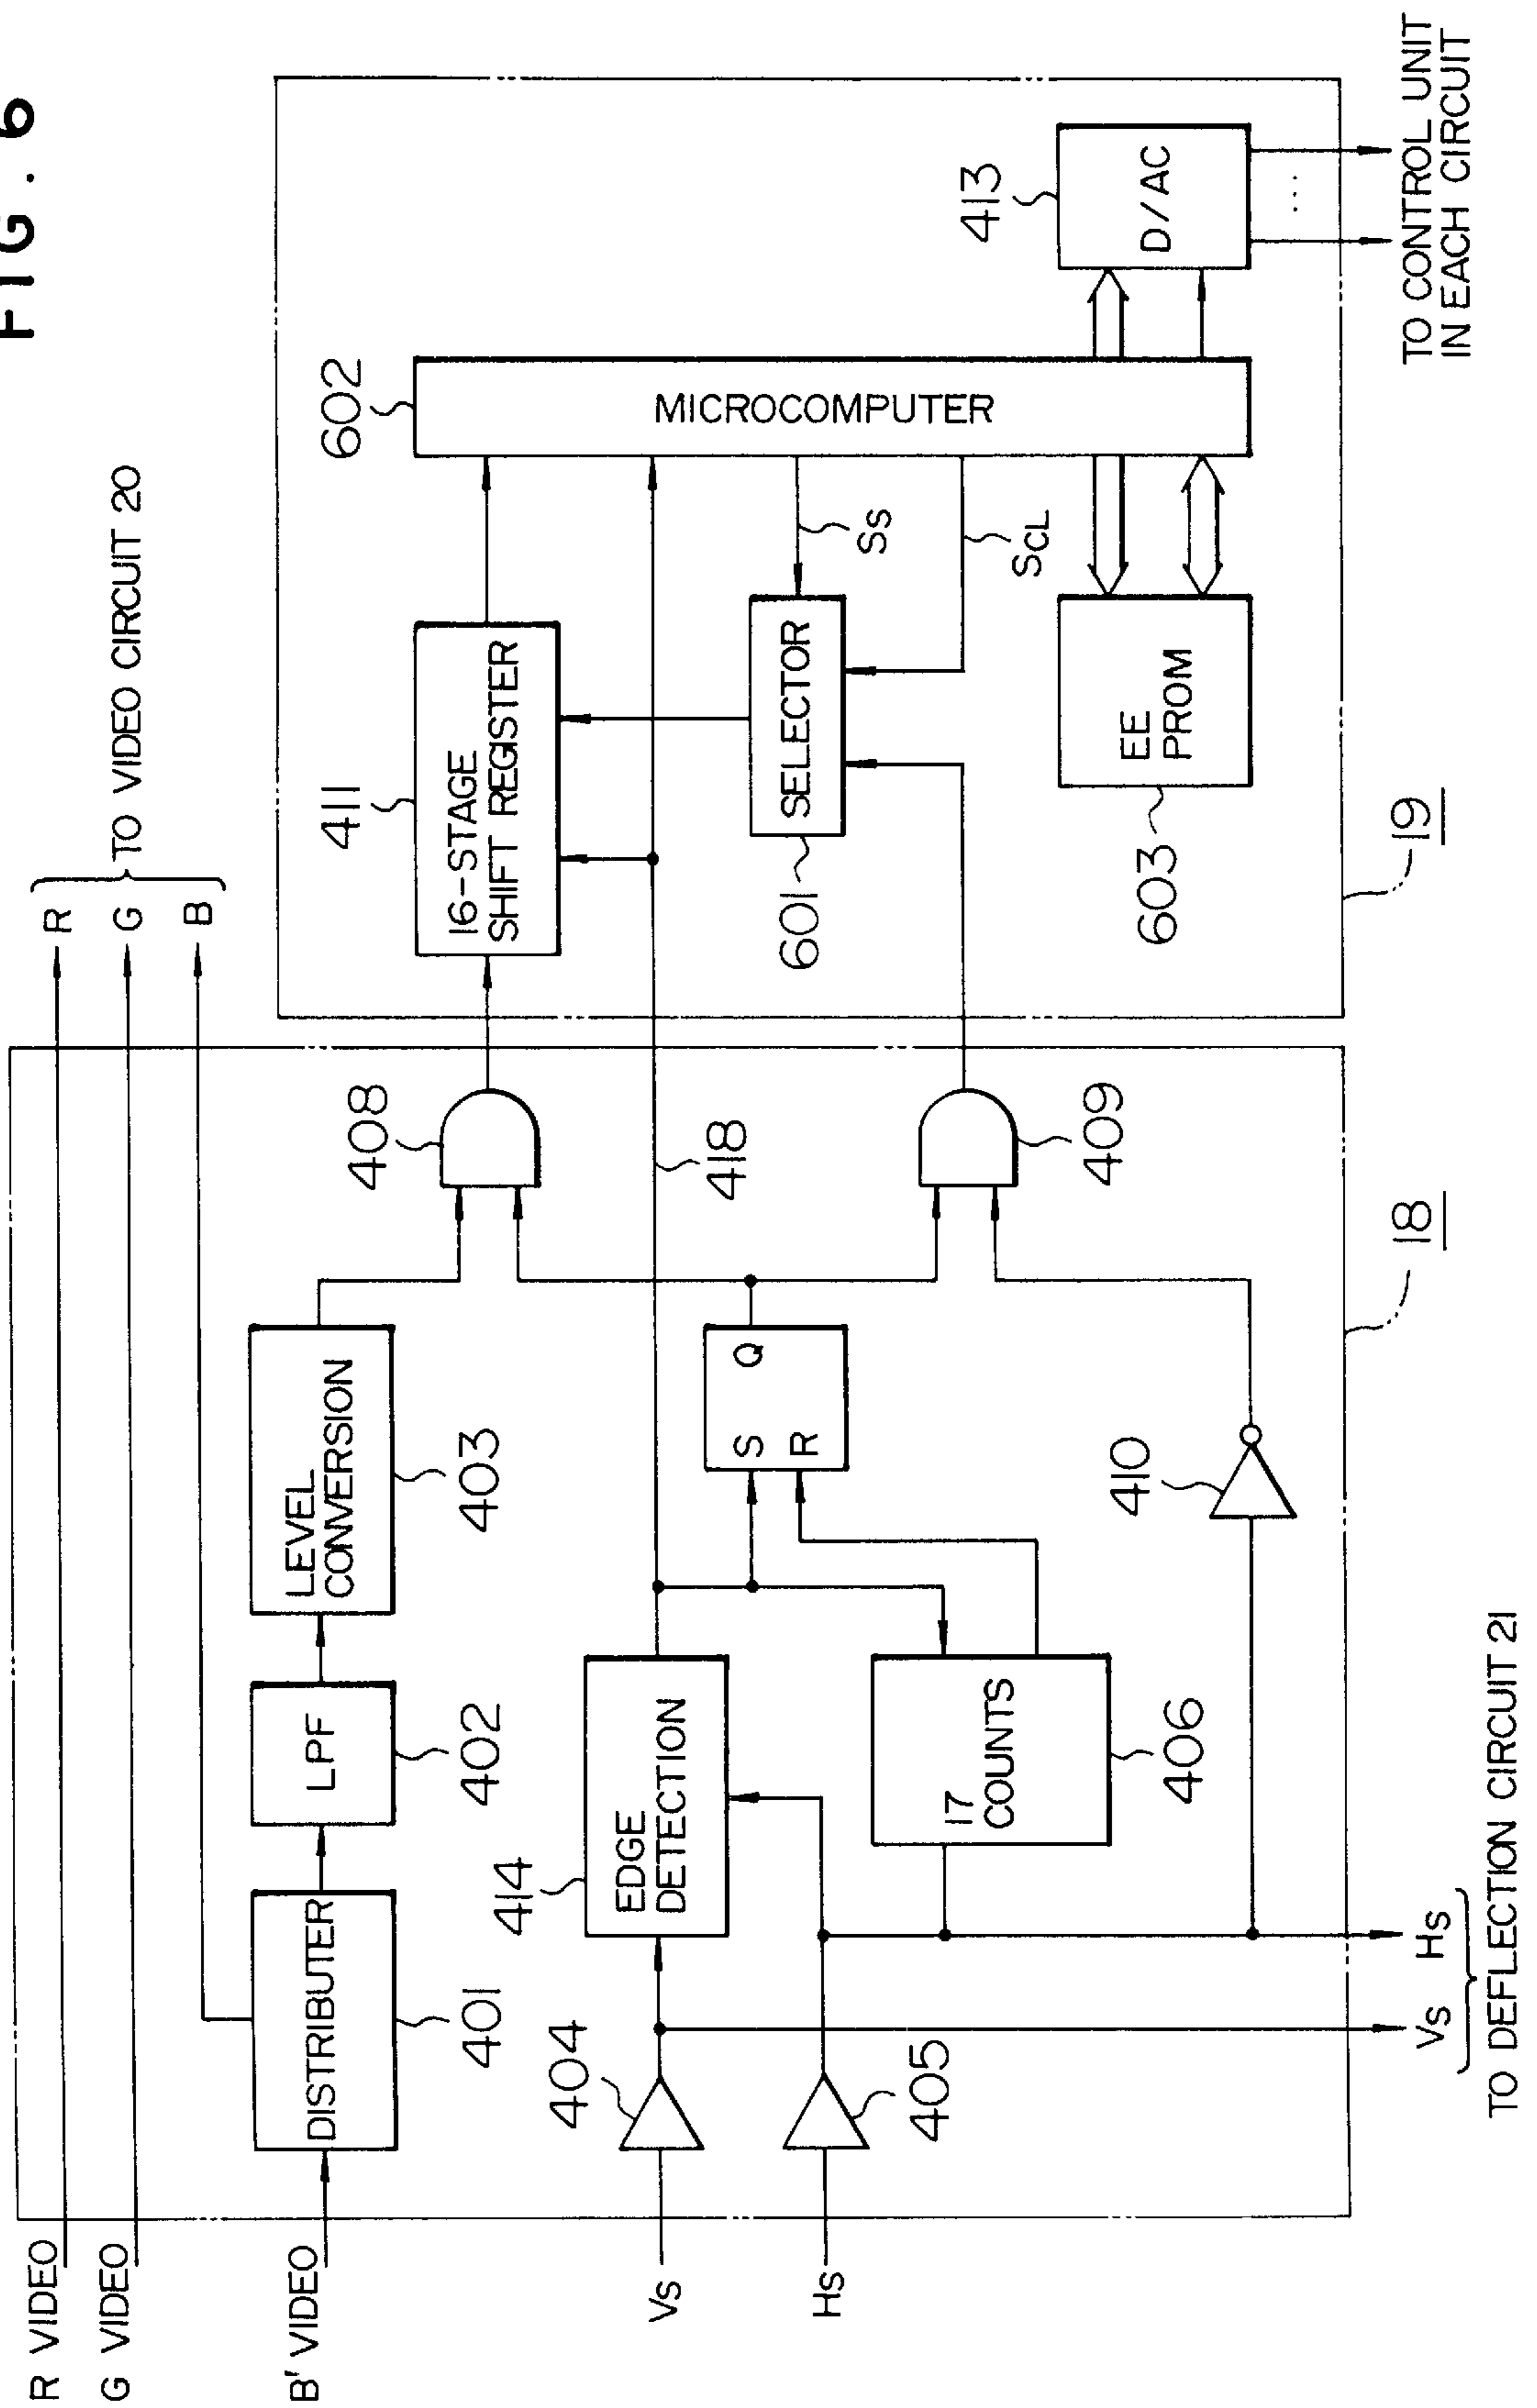 FIG. 6
R VIDEO
G VIDEO
B' VIDEO
R
G
B
TO VIDEO CIRCUIT 20
DISTRIBUTER
401
LPF
402
LEVEL
CONVERSION
403
408
411
16-STAGE
SHIFT REGISTER
602
MICROCOMPUTER
Vs
404
414
EDGE
DETECTION
418
Hs
405
17
COUNTS
406
S
R
Q
409
410
601
SELECTOR
Ss
SCL
603
EE
PROM
413
D/AC
Vs
Hs
TO DEFLECTION CIRCUIT 21
18
19
TO CONTROL UNIT
IN EACH CIRCUIT